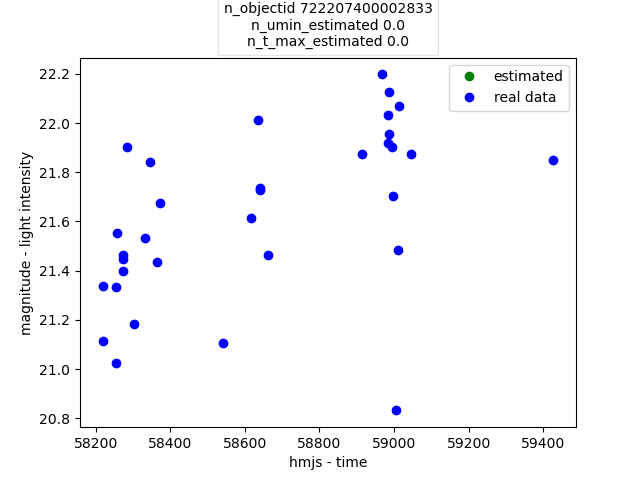 n_objectid 722207400002833
n_umin_estimated 0.0
n_t_max_estimated 0.0
estimated
real data
magnitude - light intensity
22.2
22.0
21.8
21.6
21.4
21.2
21.0
20.8
58200 58400 58600 58800 59000 59200 59400
hmjs - time